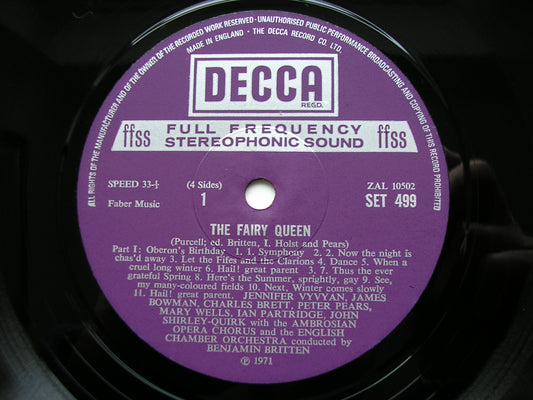 ALL RIGHTS OF THE MANUFACTURER AND OF THE OWNER OF THE RECORDED WORK RESERVED · UNAUTHORISED PUBLIC PERFORMANCE BROADCASTING AND COPYING OF THIS RECORD PROHIBITED
MADE IN ENGLAND · THE DECCA RECORD CO. LTD.
DECCA
REGD.
ffss FULL FREQUENCY STEREOPHONIC SOUND ffss
SPEED 33-⅓ (4 Sides) ZAL 10502
Faber Music 1 SET 499
THE FAIRY QUEEN
(Purcell; ed. Britten, I. Holst and Pears)
Part I: Oberon's Birthday 1. 1. Symphony 2. 2. Now the night is
chas'd away 3. Let the Fifes and the Clarions 4. Dance 5. When a
cruel long winter 6. Hail! great parent 3. 7. Thus the ever
grateful Spring 8. Here's the Summer, sprightly, gay 9. See,
my many-coloured fields 10. Next, Winter comes slowly
11. Hail! great parent. JENNIFER VYVYAN, JAMES
BOWMAN, CHARLES BRETT, PETER PEARS,
MARY WELLS, IAN PARTRIDGE, JOHN
SHIRLEY-QUIRK with the AMBROSIAN
OPERA CHORUS and the ENGLISH
CHAMBER ORCHESTRA conducted by
BENJAMIN BRITTEN
℗ 1971